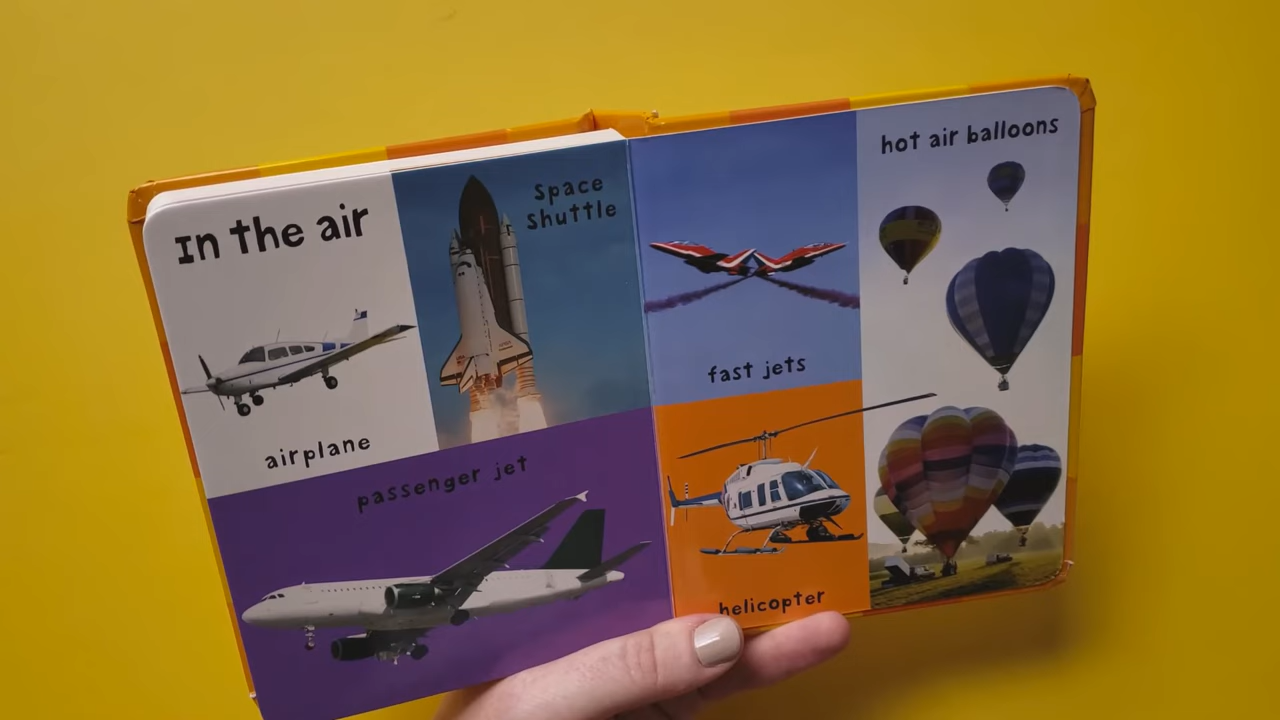 In the air
airplane
Space
Shuttle
passenger jet
fast jets
helicopter
hot air balloons